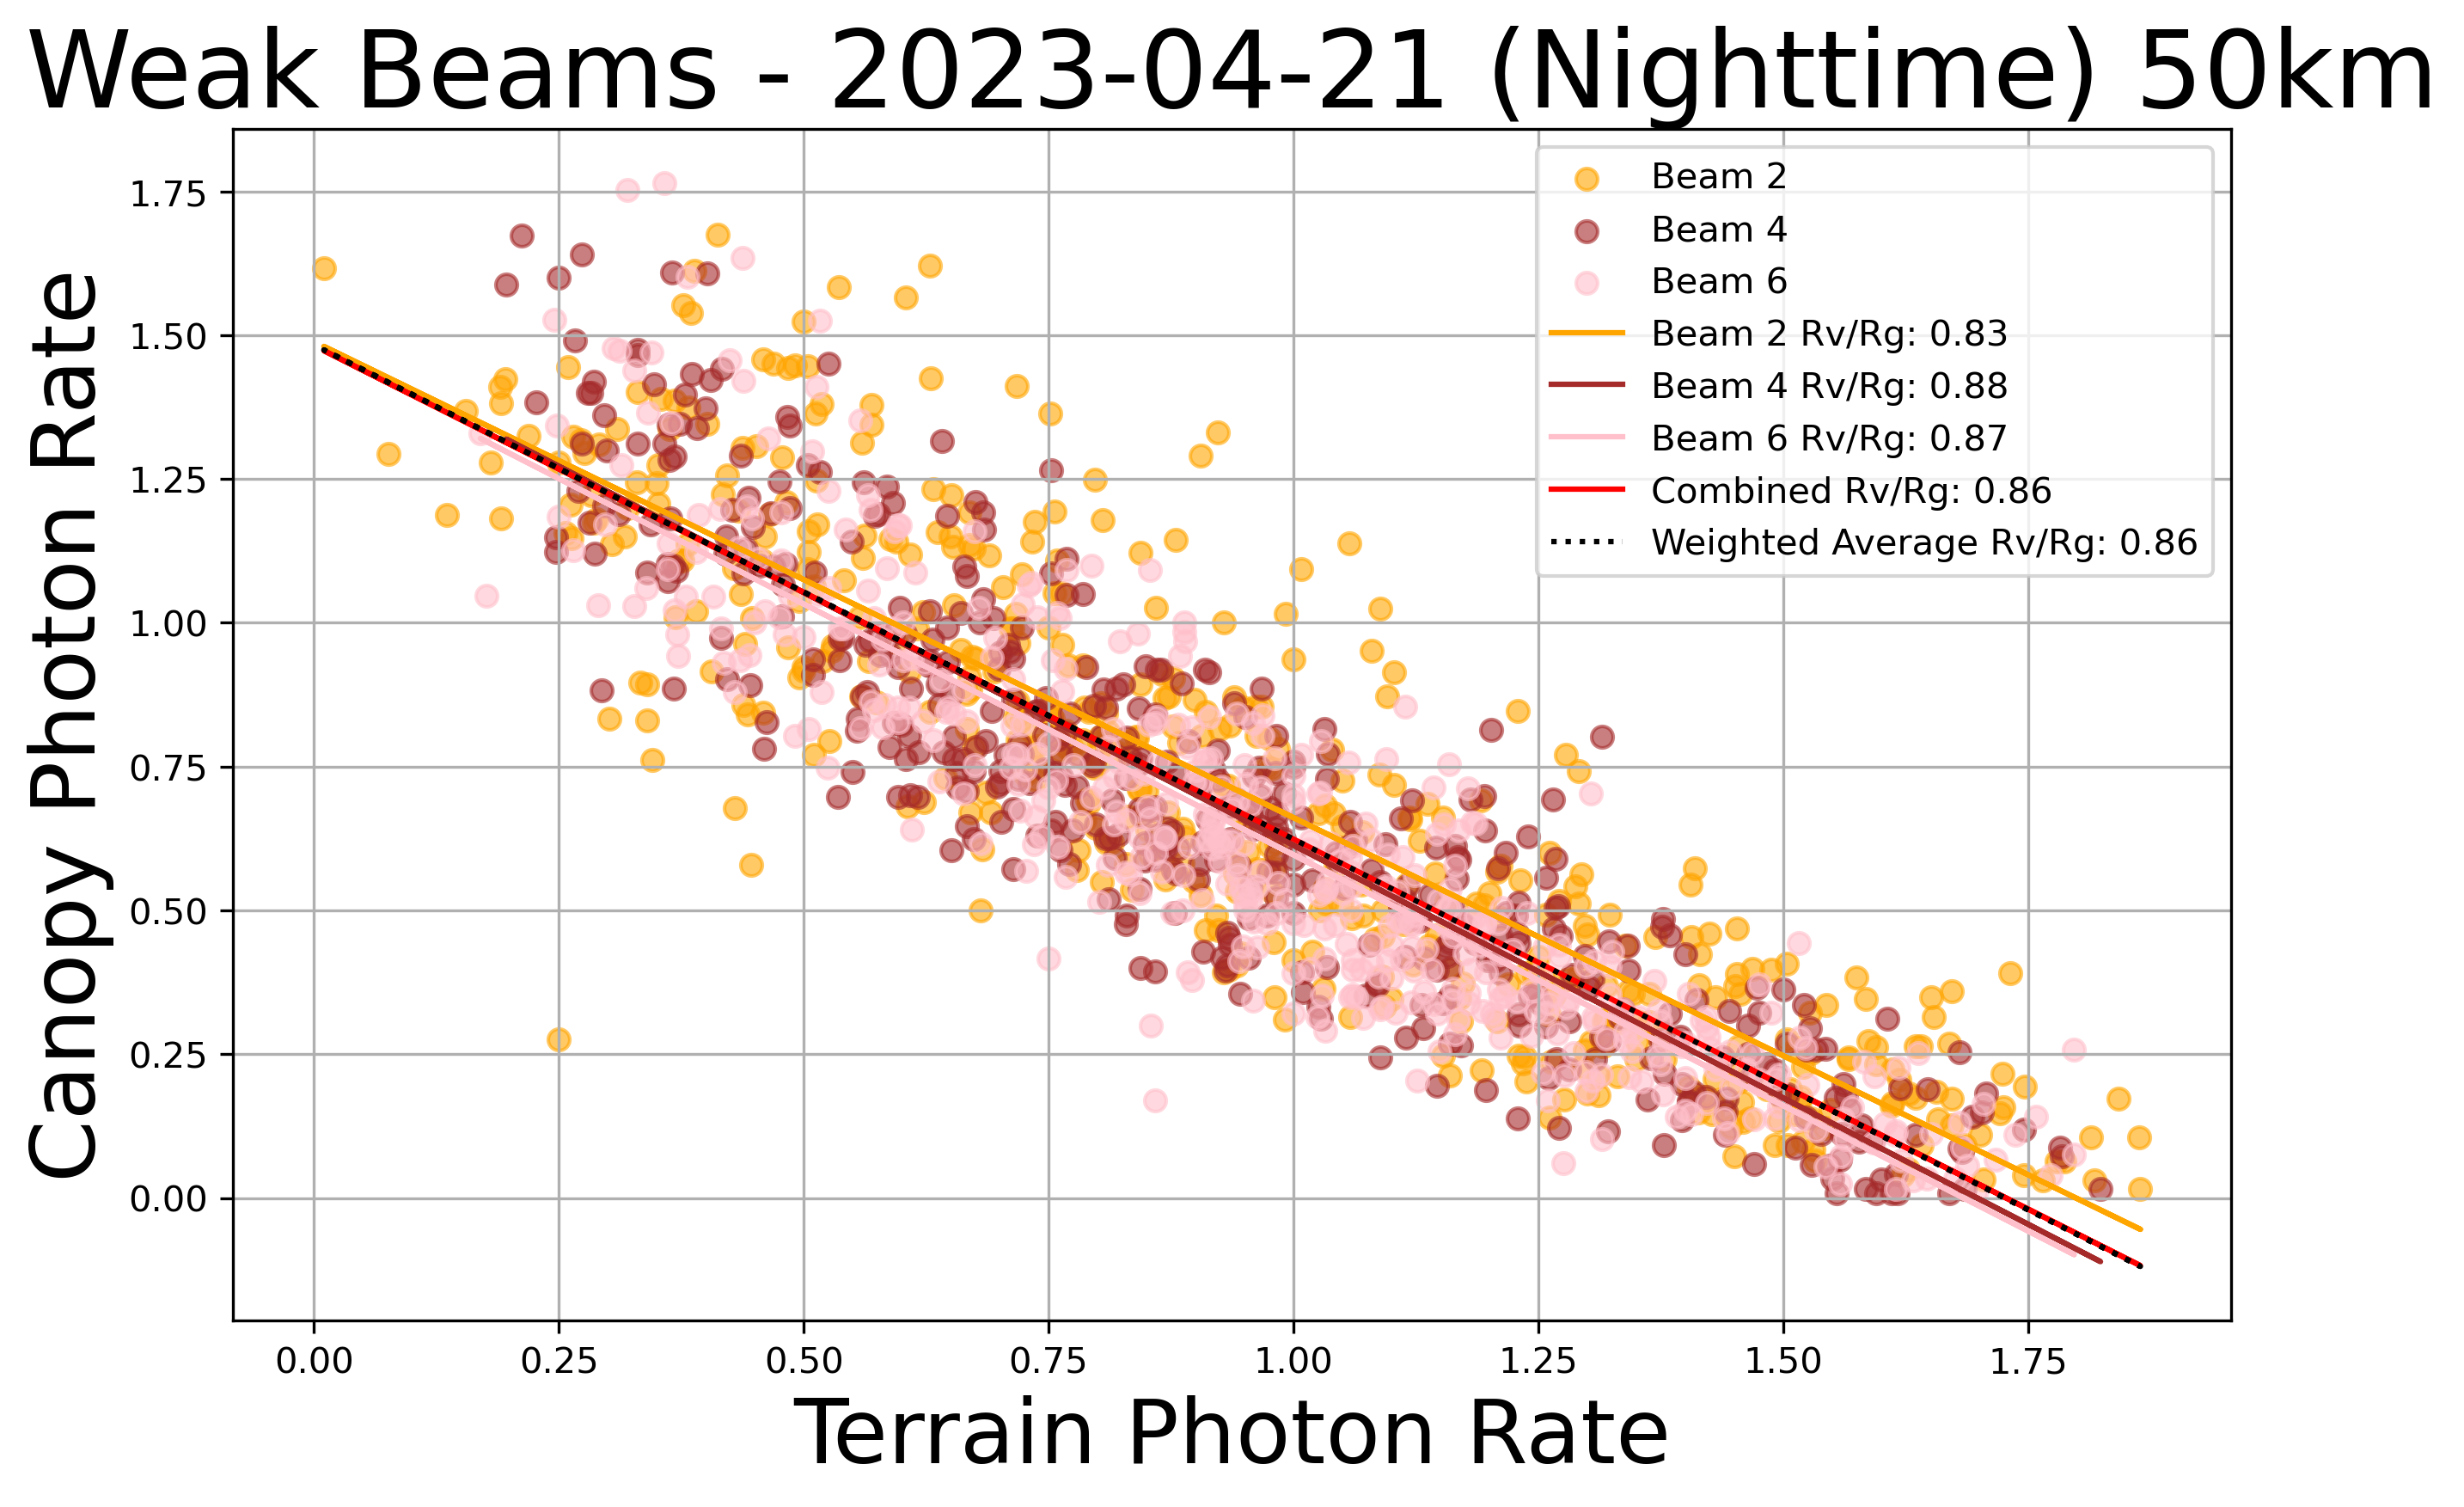 Weak Beams - 2023-04-21 (Nighttime) 50km
Canopy Photon Rate
1.75
1.50
1.25
1.00
0.75
0.50
0.25
0.00
Beam 2
Beam 4
Beam 6
Beam 2 Rv/Rg: 0.83
Beam 4 Rv/Rg: 0.88
Beam 6 Rv/Rg: 0.87
Combined Rv/Rg: 0.86
Weighted Average Rv/Rg: 0.86
0.00 0.25 0.50 0.75 1.00 1.25 1.50 1.75
Terrain Photon Rate